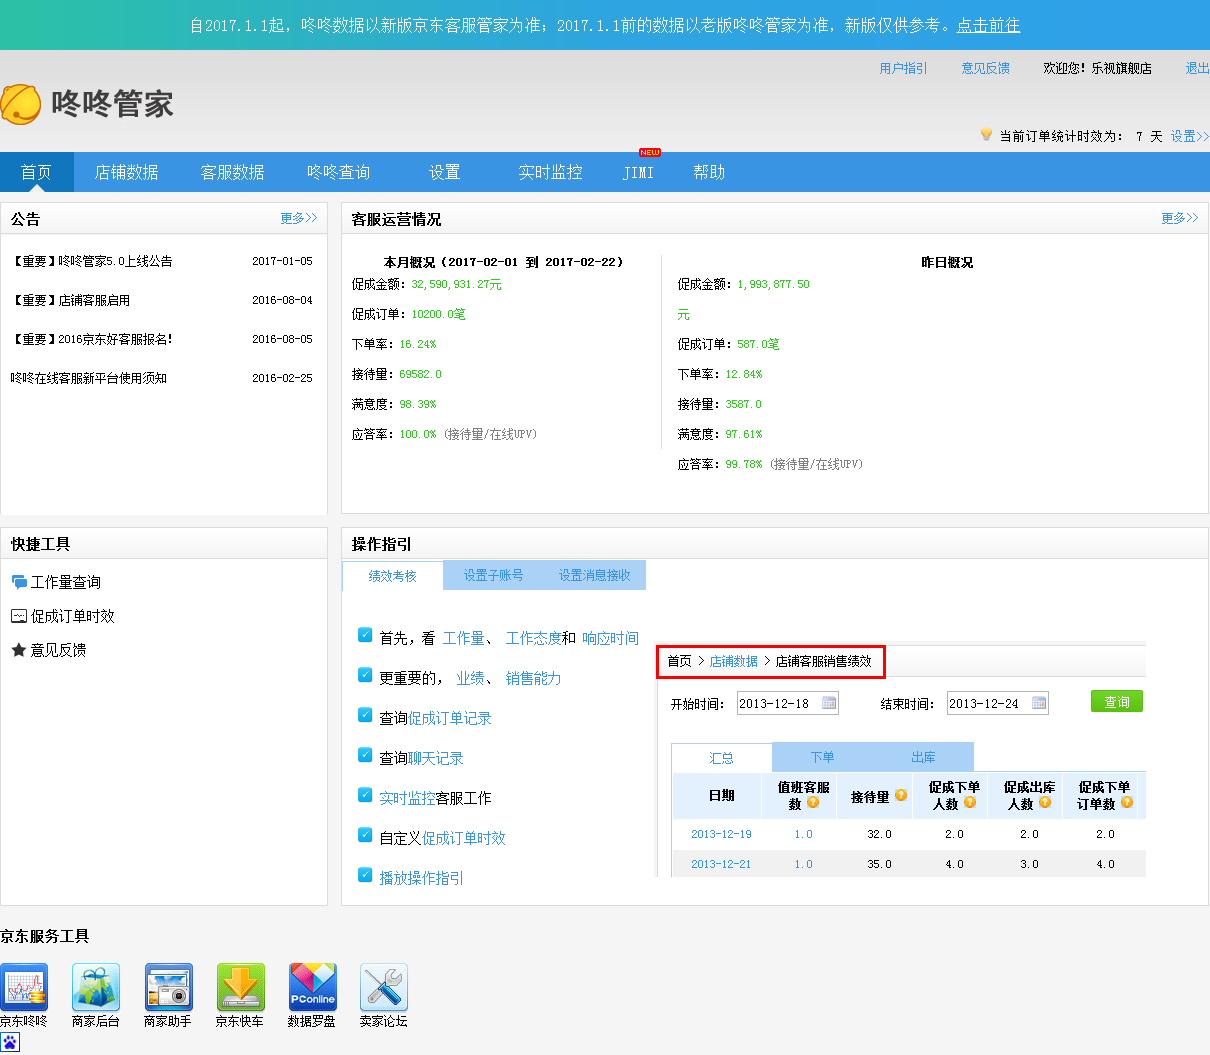 自2017.1.1起，咚咚数据以新版京东客服管家为准；2017.1.1前的数据以老版咚咚管家为准，新版仅供参考。点击前往
用户指引 意见反馈 欢迎您！乐视旗舰店 退出
咚咚管家
当前订单统计时效为： 7 天 设置>>
NEW
首页 店铺数据 客服数据 咚咚查询 设置 实时监控 JIMI 帮助
公告 更多>>
【重要】咚咚管家5.0上线公告 2017-01-05
【重要】店铺客服启用 2016-08-04
【重要】2016京东好客服报名！ 2016-08-05
咚咚在线客服新平台使用须知 2016-02-25
客服运营情况 更多>>
本月概况（2017-02-01 到 2017-02-22）
促成金额：32,590,931.27元
促成订单：10200.0笔
下单率：16.24%
接待量：69582.0
满意度：98.39%
应答率：100.0%（接待量/在线UPV）
昨日概况
促成金额：1,993,877.50
元
促成订单：587.0笔
下单率：12.84%
接待量：3587.0
满意度：97.61%
应答率：99.78%（接待量/在线UPV）
快捷工具
工作量查询
促成订单时效
意见反馈
操作指引
绩效考核 设置子账号 设置消息接收
首先，看 工作量、 工作态度和 响应时间
更重要的， 业绩、 销售能力
查询促成订单记录
查询聊天记录
实时监控客服工作
自定义促成订单时效
播放操作指引
首页 > 店铺数据 > 店铺客服销售绩效
开始时间： 2013-12-18 结束时间： 2013-12-24 查询
汇总 下单 出库
日期 值班客服数 接待量 促成下单人数 促成出库人数 促成下单订单数
2013-12-19 1.0 32.0 2.0 2.0 2.0
2013-12-21 1.0 35.0 4.0 3.0 4.0
京东服务工具
PConline
京东咚咚 商家后台 商家助手 京东快车 数据罗盘 卖家论坛